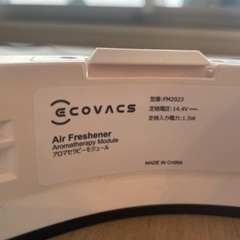 ECOVACS
Air Freshener
Aromatherapy Module
アロマセラピーモジュール
型番: FM2023
定格電圧: 14.4V⎓
定格入力電力: 1.5W
MADE IN CHINA